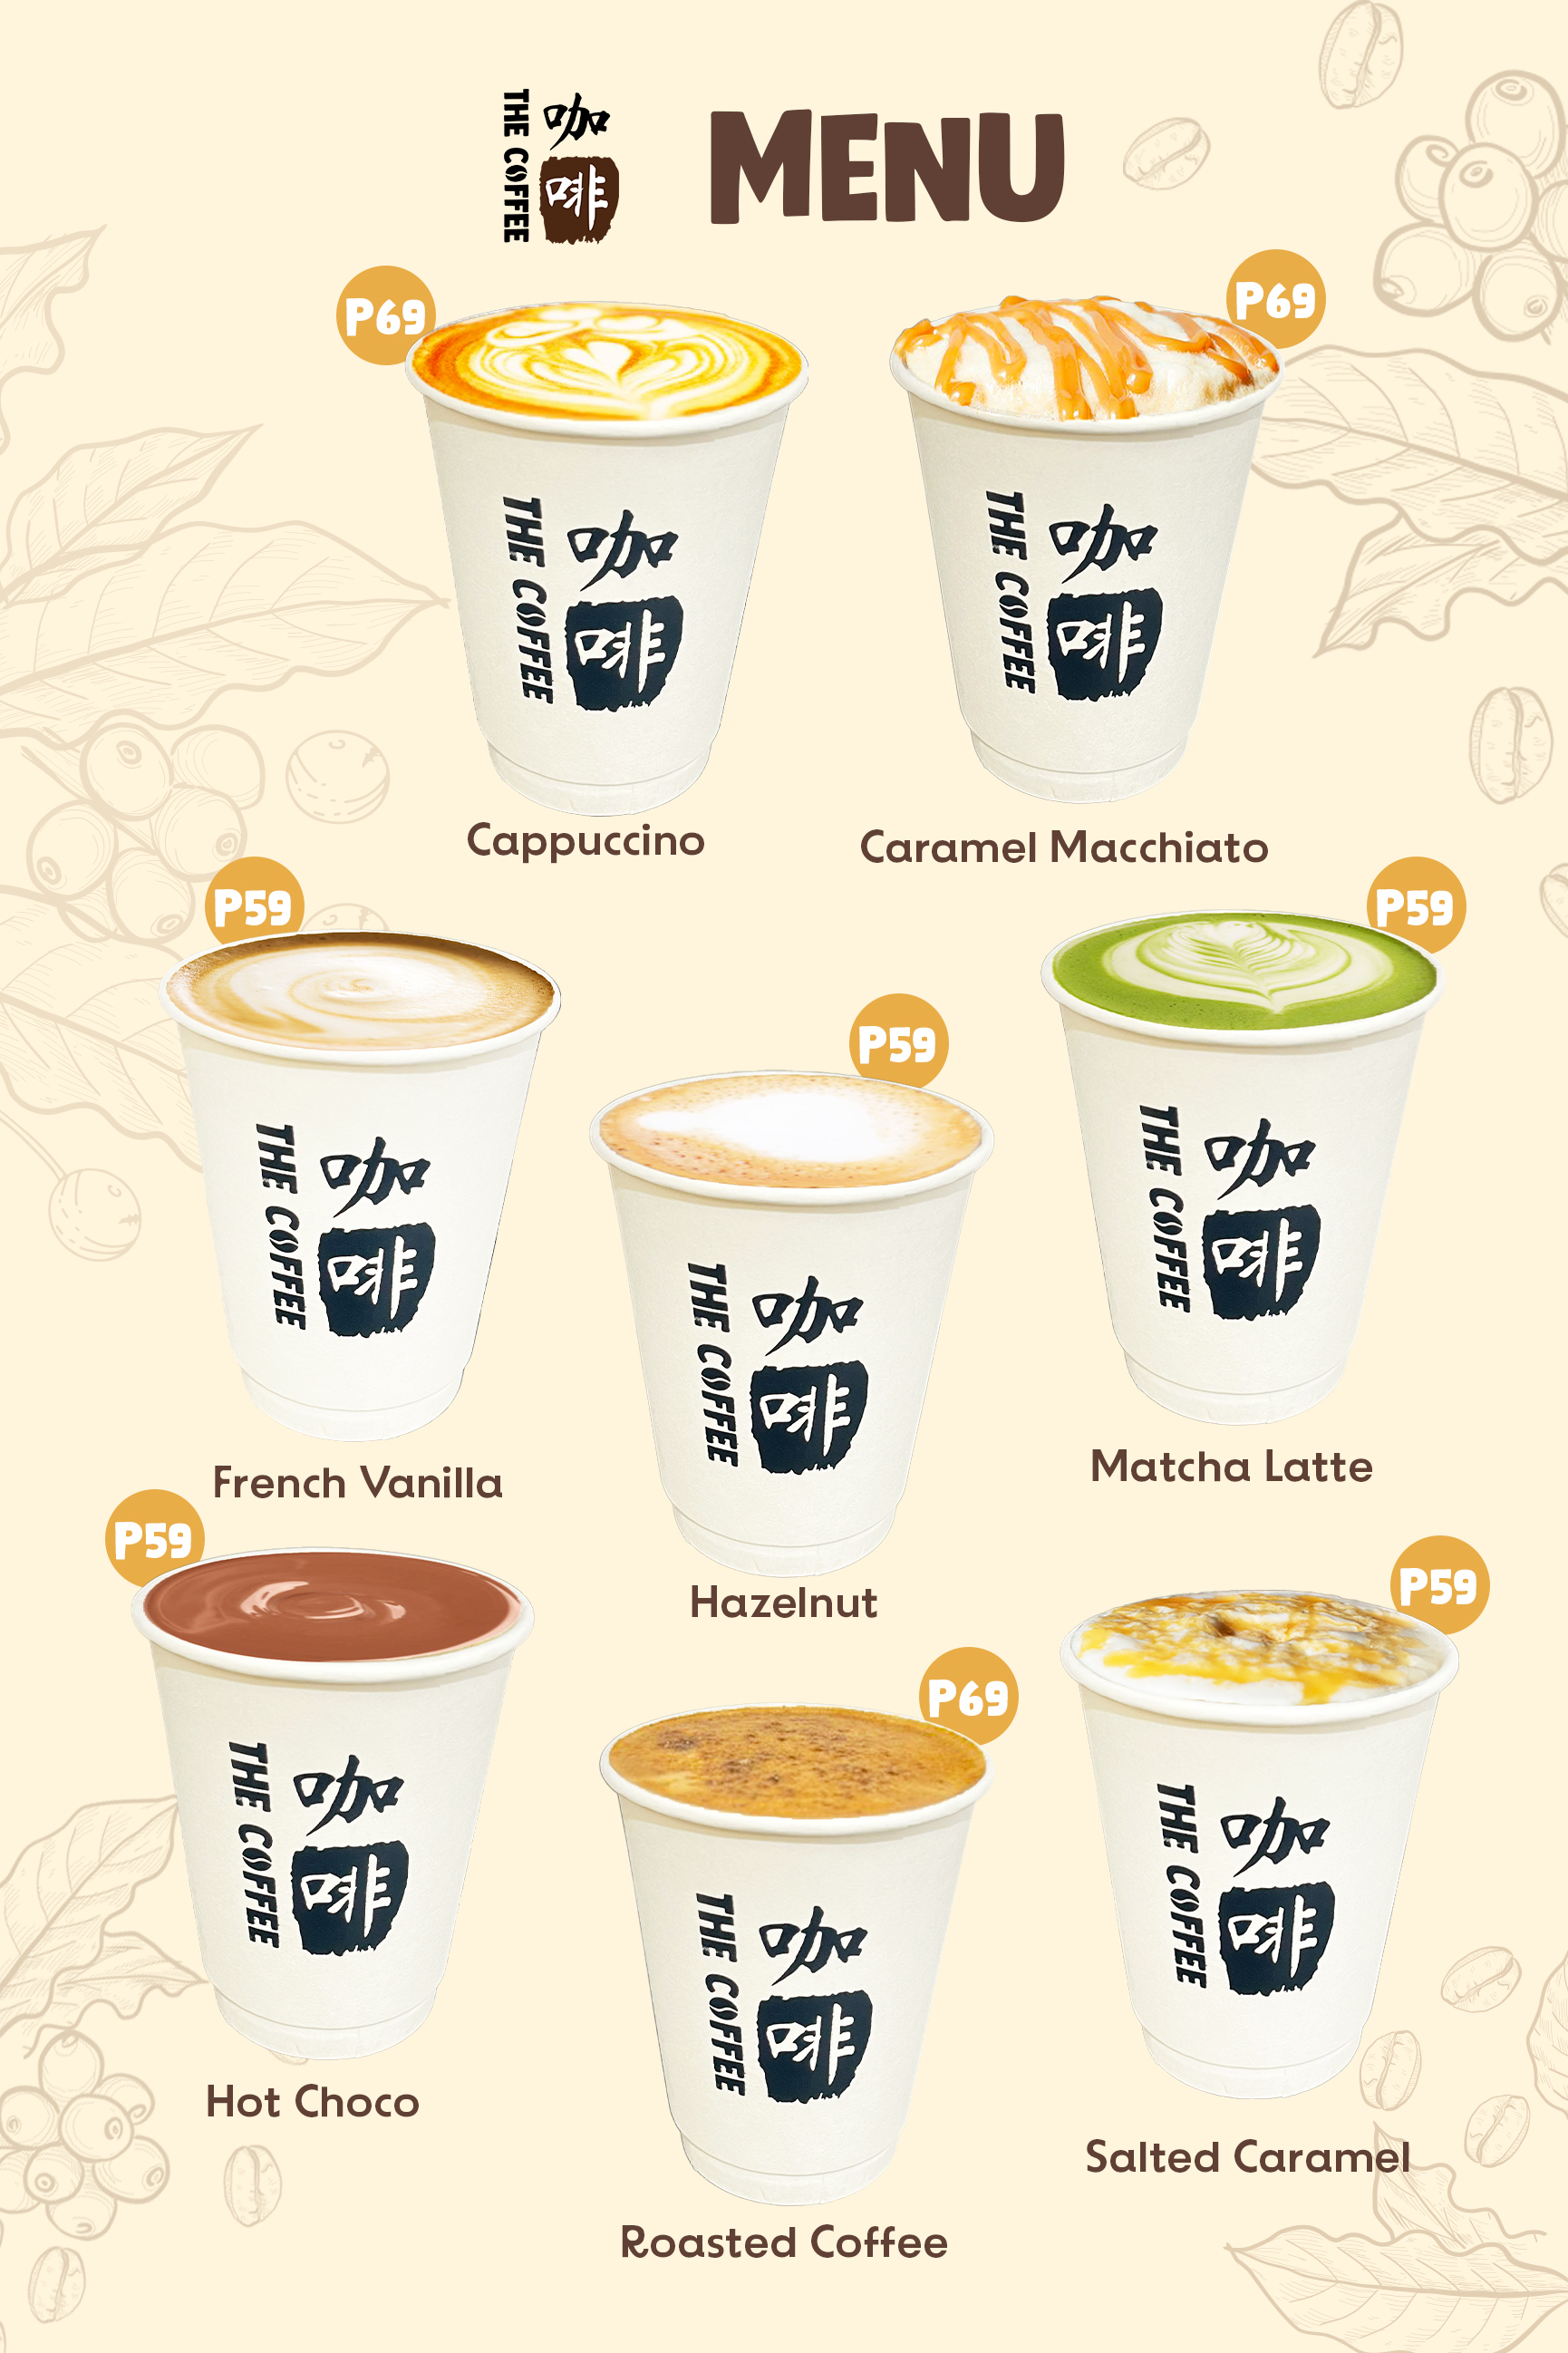 THE COFFEE
咖
啡
MENU
P69
THE COFFEE
咖
啡
Cappuccino
P69
THE COFFEE
咖
啡
Caramel Macchiato
P59
THE COFFEE
咖
啡
French Vanilla
P59
THE COFFEE
咖
啡
Hazelnut
P59
THE COFFEE
咖
啡
Matcha Latte
P59
THE COFFEE
咖
啡
Hot Choco
P69
THE COFFEE
咖
啡
Roasted Coffee
P59
THE COFFEE
咖
啡
Salted Caramel